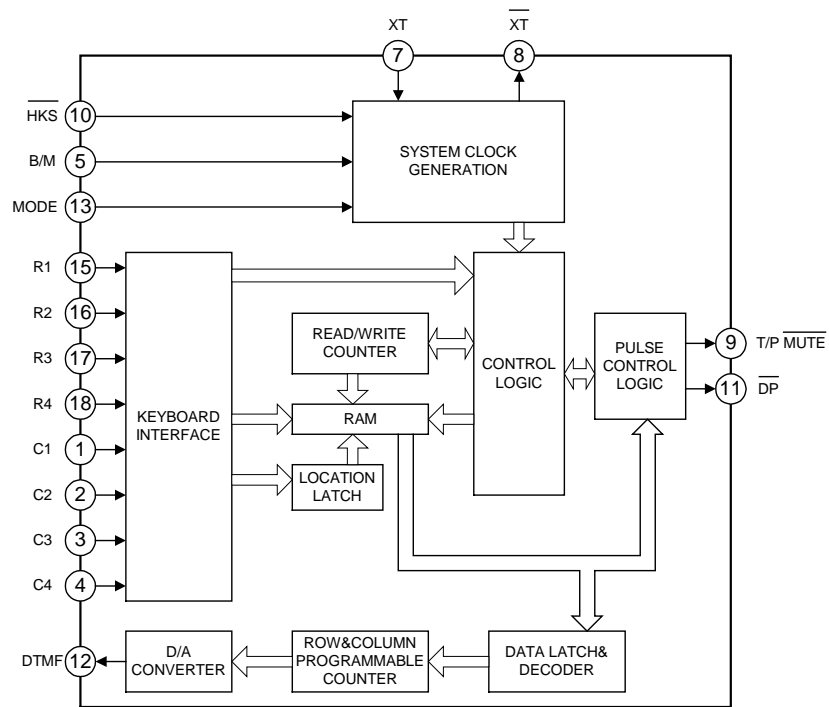 XT
XT
7
8
HKS
10
B/M
5
MODE
13
SYSTEM CLOCK
GENERATION
R1
15
R2
16
R3
17
R4
18
C1
1
C2
2
C3
3
C4
4
KEYBOARD
INTERFACE
READ/WRITE
COUNTER
RAM
LOCATION
LATCH
CONTROL
LOGIC
PULSE
CONTROL
LOGIC
9
T/P MUTE
11
DP
DTMF
12
D/A
CONVERTER
ROW&COLUMN
PROGRAMMABLE
COUNTER
DATA LATCH&
DECODER